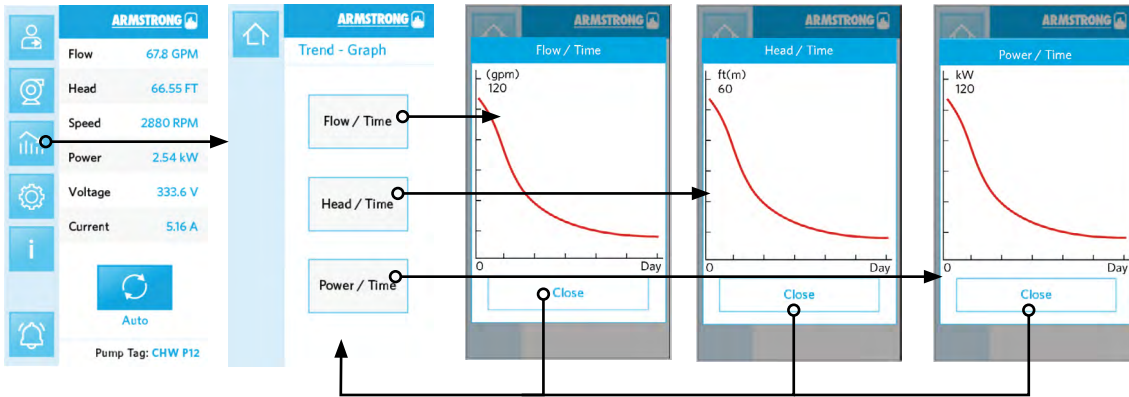 ARMSTRONG
Flow 67.8 GPM
Head 66.55 FT
Speed 2880 RPM
Power 2.54 kW
Voltage 333.6 V
Current 5.16 A
i
Auto
Pump Tag: CHW P12
ARMSTRONG
Trend - Graph
Flow / Time
Head / Time
Power / Time
ARMSTRONG
Flow / Time
(gpm)
120
0 Day
Close
ARMSTRONG
Head / Time
ft(m)
60
0 Day
Close
ARMSTRONG
Power / Time
kW
120
0 Day
Close